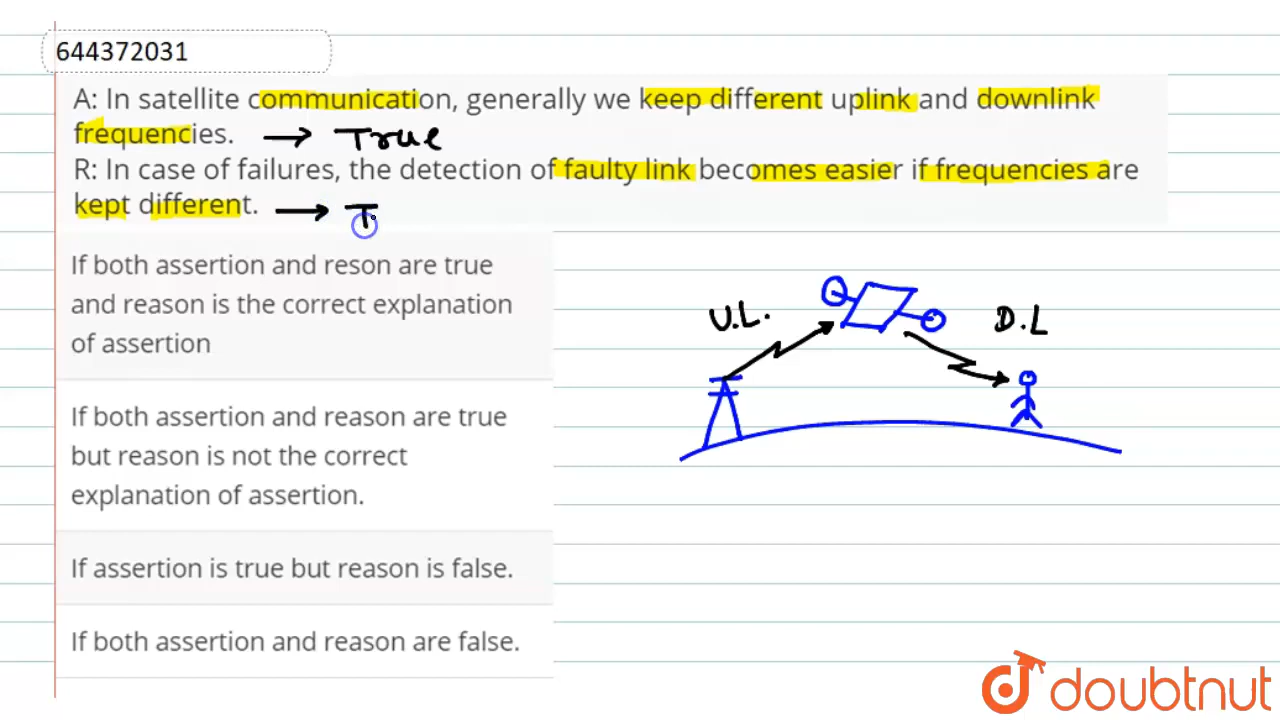 644372031
A: In satellite communication, generally we keep different uplink and downlink
frequencies. → True
R: In case of failures, the detection of faulty link becomes easier if frequencies are
kept different. → T
If both assertion and reson are true
and reason is the correct explanation
of assertion
If both assertion and reason are true
but reason is not the correct
explanation of assertion.
If assertion is true but reason is false.
If both assertion and reason are false.
U.L.
D.L
doubtnut